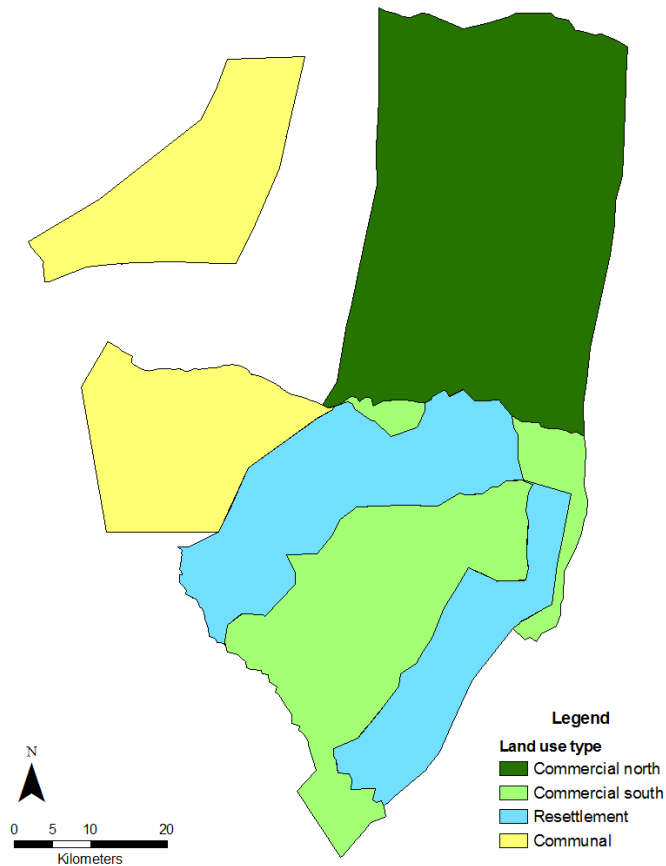 Legend
Land use type
Commercial north
Commercial south
Resettlement
Communal
N
0 5 10 20
Kilometers